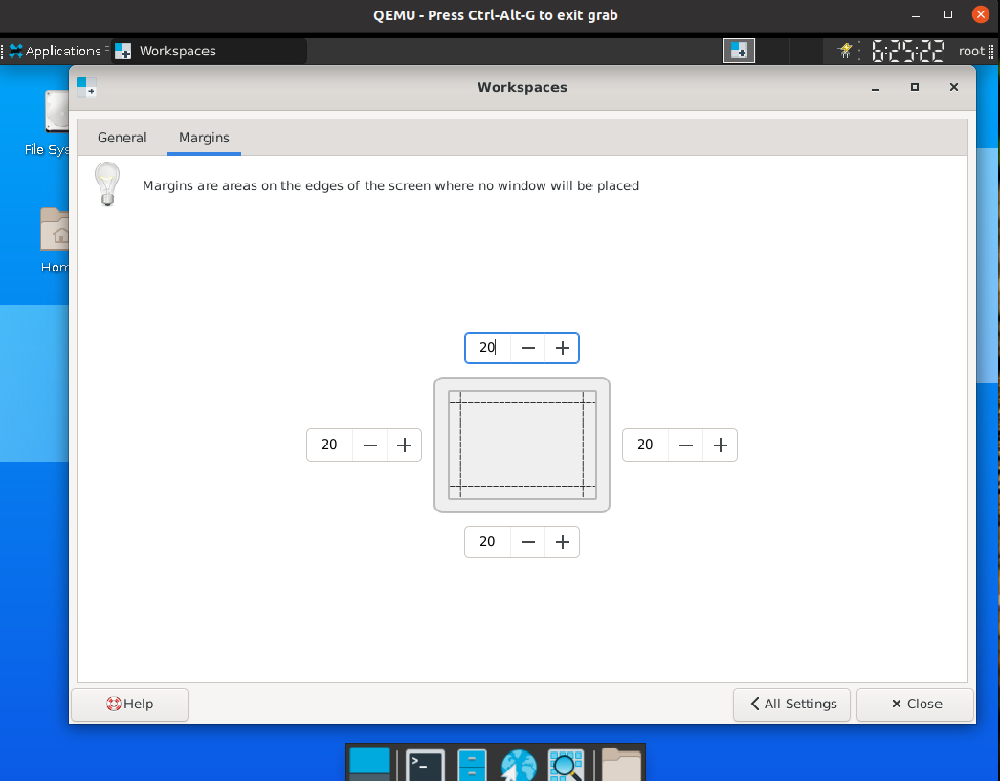 QEMU - Press Ctrl-Alt-G to exit grab
Applications
Workspaces
6:25:22
root
Workspaces
File Sys
Hom
General
Margins
Margins are areas on the edges of the screen where no window will be placed
20
20
20
20
Help
All Settings
Close